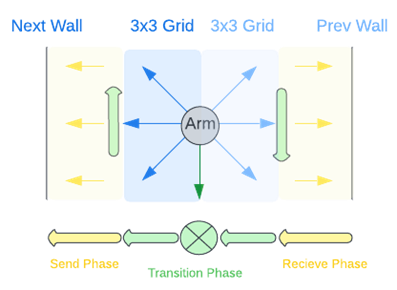 Next Wall
3x3 Grid
3x3 Grid
Prev Wall
Arm
Send Phase
Transition Phase
Recieve Phase